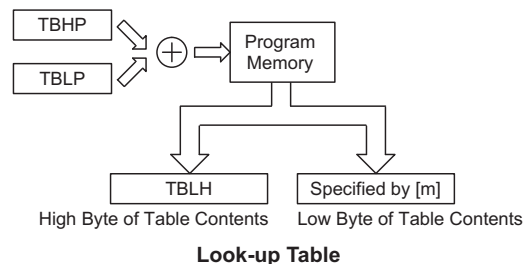 TBHP
TBLP
Program
Memory
TBLH
Specified by [m]
High Byte of Table Contents
Low Byte of Table Contents
Look-up Table